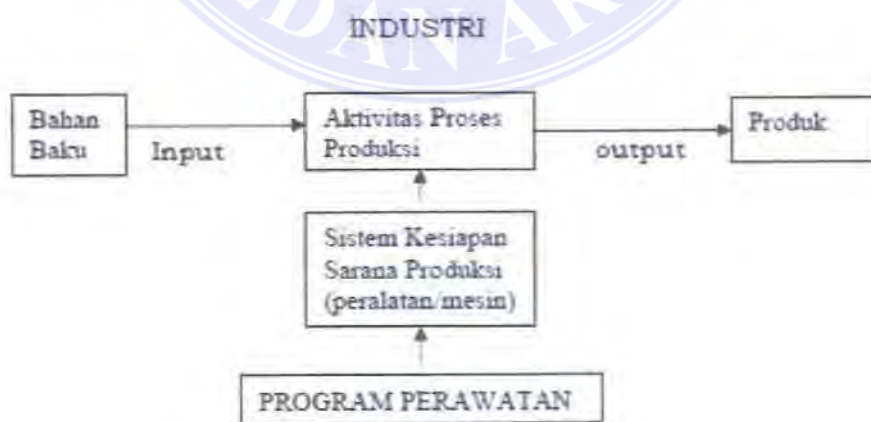 INDUSTRI
Bahan
Baku
Input
Aktivitas Proses
Produksi
output
Produk
Sistem Kesiapan
Sarana Produksi
(peralatan/mesin)
PROGRAM PERAWATAN